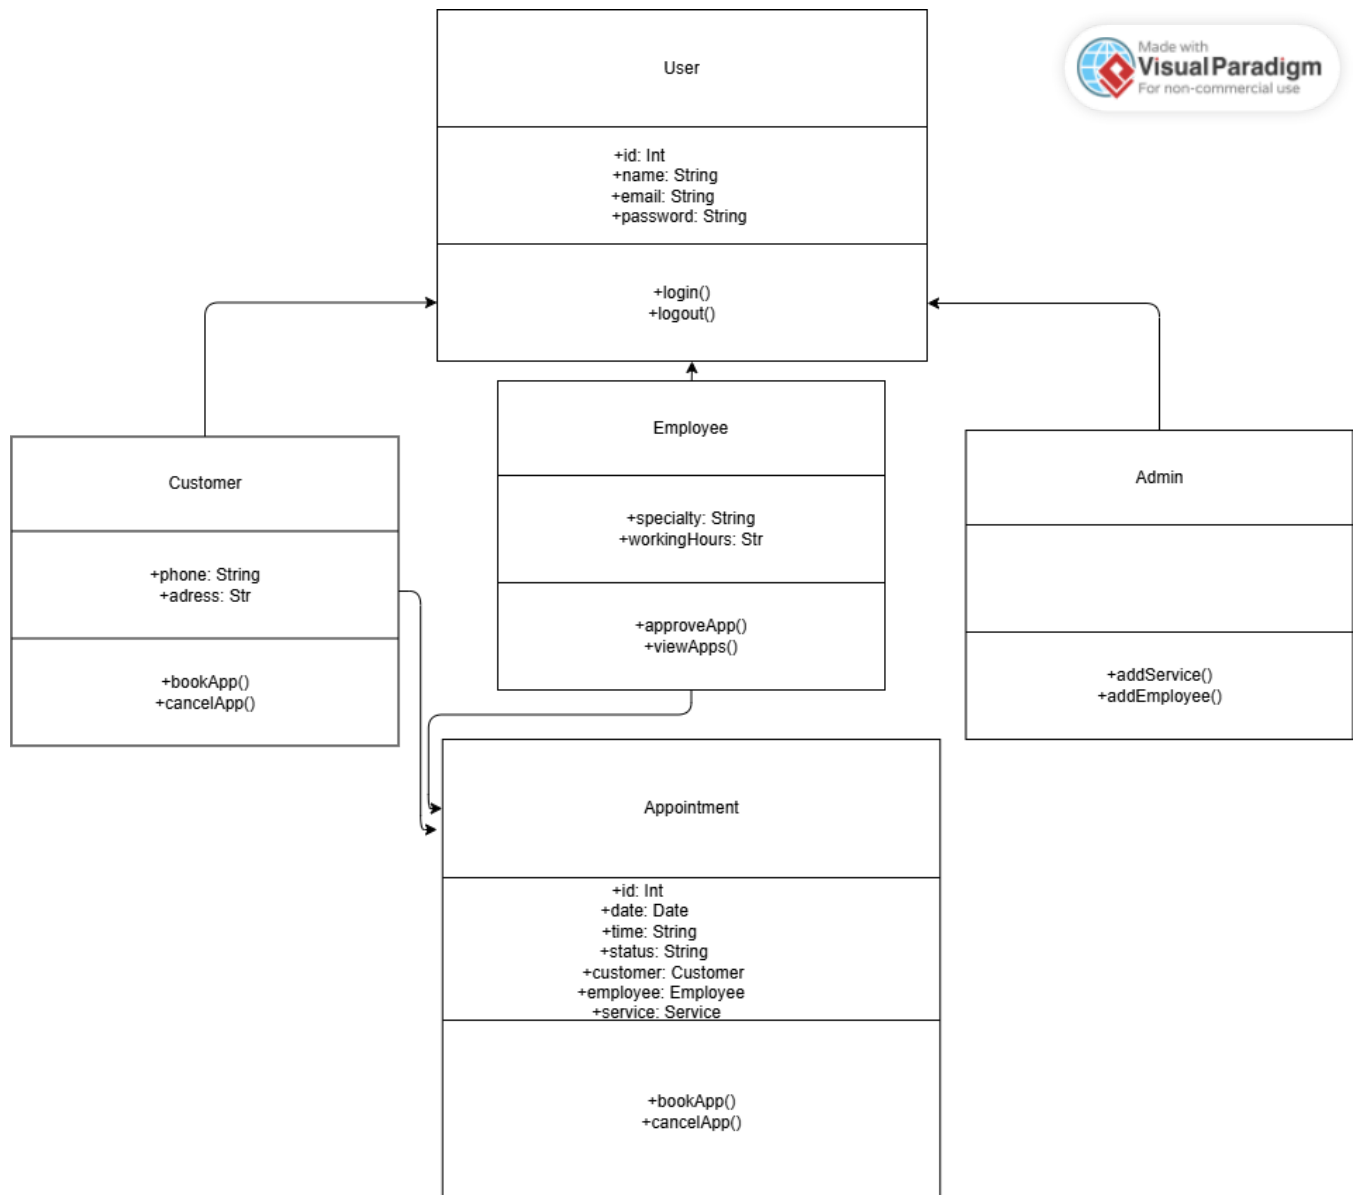 User
Made with
Visual Paradigm
For non-commercial use
+id: Int
+name: String
+email: String
+password: String
+login()
+logout()
Customer
+phone: String
+adress: Str
+bookApp()
+cancelApp()
Employee
+specialty: String
+workingHours: Str
+approveApp()
+viewApps()
Admin
+addService()
+addEmployee()
Appointment
+id: Int
+date: Date
+time: String
+status: String
+customer: Customer
+employee: Employee
+service: Service
+bookApp()
+cancelApp()